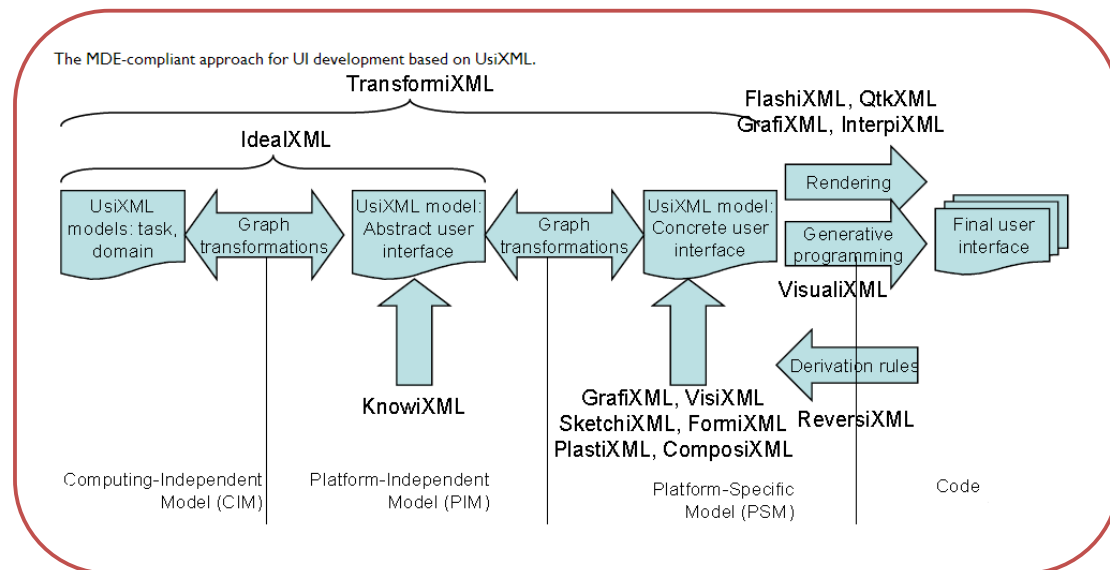 The MDE-compliant approach for UI development based on UsiXML.
TransformiXML
IdealXML
FlashiXML, QtkXML
GrafiXML, InterpiXML
UsiXML
models: task,
domain
Graph
transformations
UsiXML model:
Abstract user
interface
Graph
transformations
UsiXML model:
Concrete user
interface
Rendering
Generative
programming
Final user
interface
VisualiXML
Derivation rules
ReversiXML
KnowiXML
GrafiXML, VisiXML
SketchiXML, FormiXML
PlastiXML, ComposiXML
Computing-Independent
Model (CIM)
Platform-Independent
Model (PIM)
Platform-Specific
Model (PSM)
Code